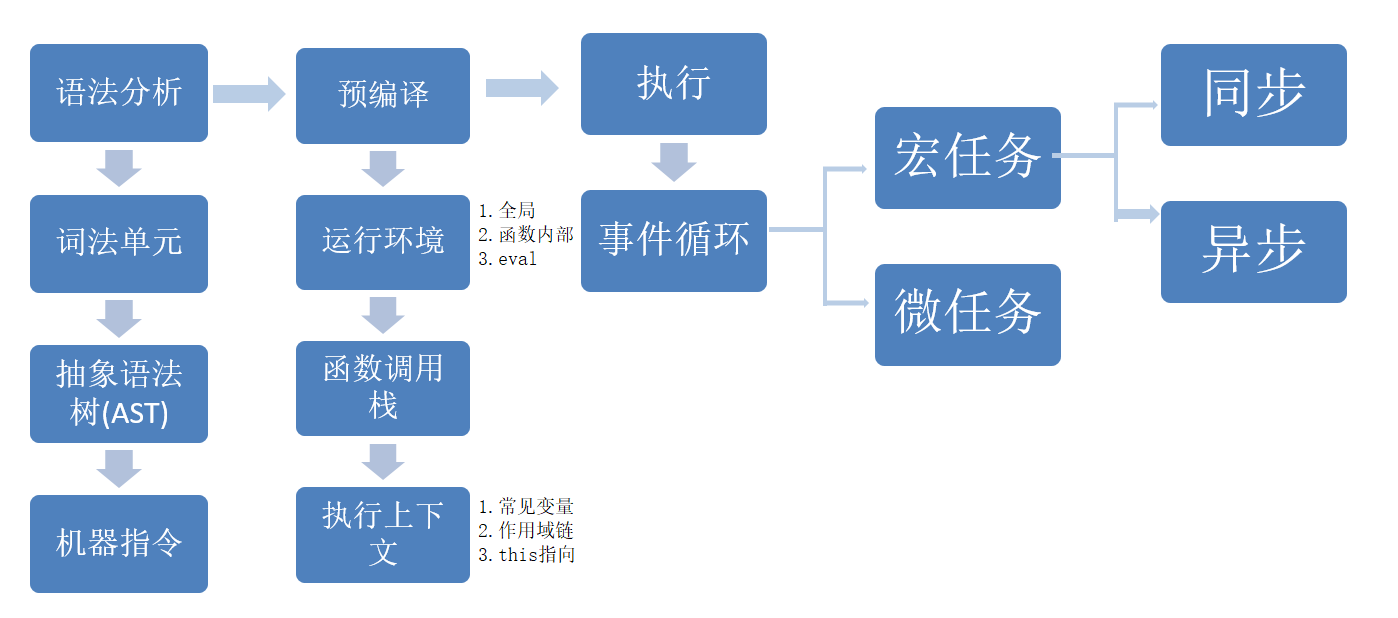 语法分析
词法单元
抽象语法
树(AST)
机器指令
预编译
运行环境
1.全局
2.函数内部
3.eval
函数调用
栈
执行上下
文
1.常见变量
2.作用域链
3.this指向
执行
事件循环
宏任务
微任务
同步
异步